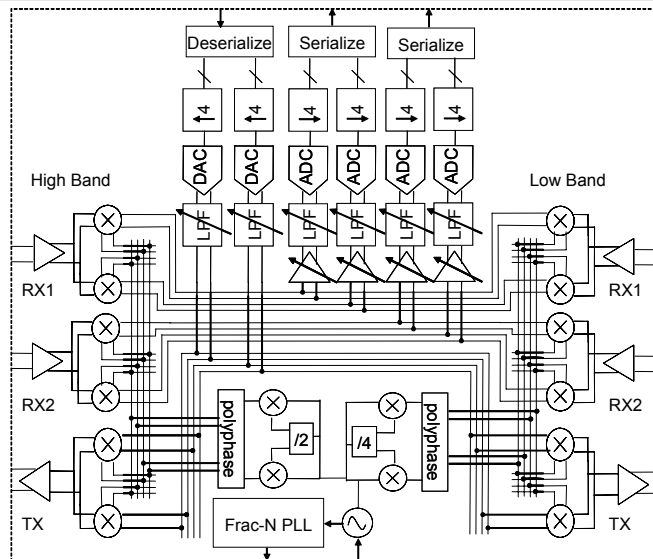 Deserialize Serialize Serialize
↑4 ↑4 ↓4 ↓4 ↓4 ↓4
DAC DAC ADC ADC ADC ADC
High Band Low Band
LPF LPF LPF LPF LPF LPF
RX1 RX1
RX2 RX2
polyphase /2 /4 polyphase
TX Frac-N PLL TX